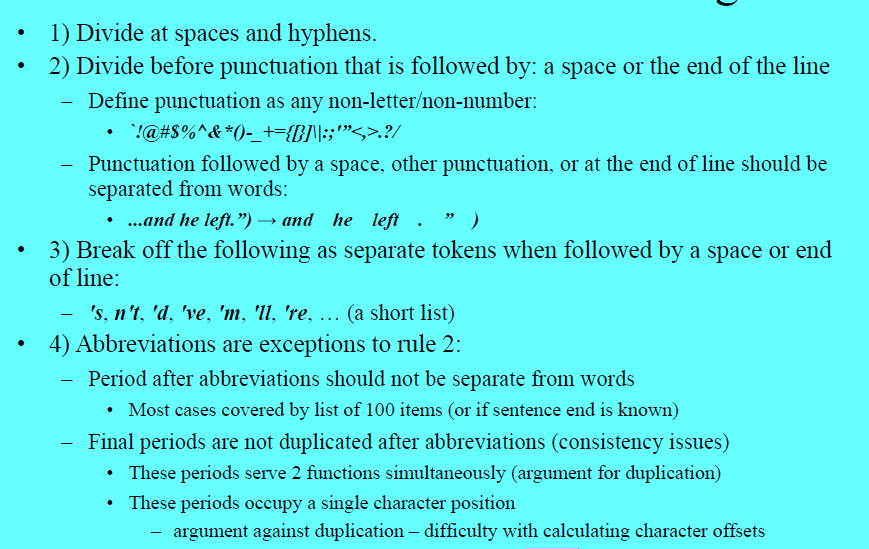 • 1) Divide at spaces and hyphens.
• 2) Divide before punctuation that is followed by: a space or the end of the line
– Define punctuation as any non-letter/non-number:
• `!@#$%^&*()-_+={[}]\|:;'"<,>.?/
– Punctuation followed by a space, other punctuation, or at the end of line should be
separated from words:
• ...and he left.”) → and he left . ” )
• 3) Break off the following as separate tokens when followed by a space or end
of line:
– 's, n't, 'd, 've, 'm, 'll, 're, … (a short list)
• 4) Abbreviations are exceptions to rule 2:
– Period after abbreviations should not be separate from words
• Most cases covered by list of 100 items (or if sentence end is known)
– Final periods are not duplicated after abbreviations (consistency issues)
• These periods serve 2 functions simultaneously (argument for duplication)
• These periods occupy a single character position
– argument against duplication – difficulty with calculating character offsets